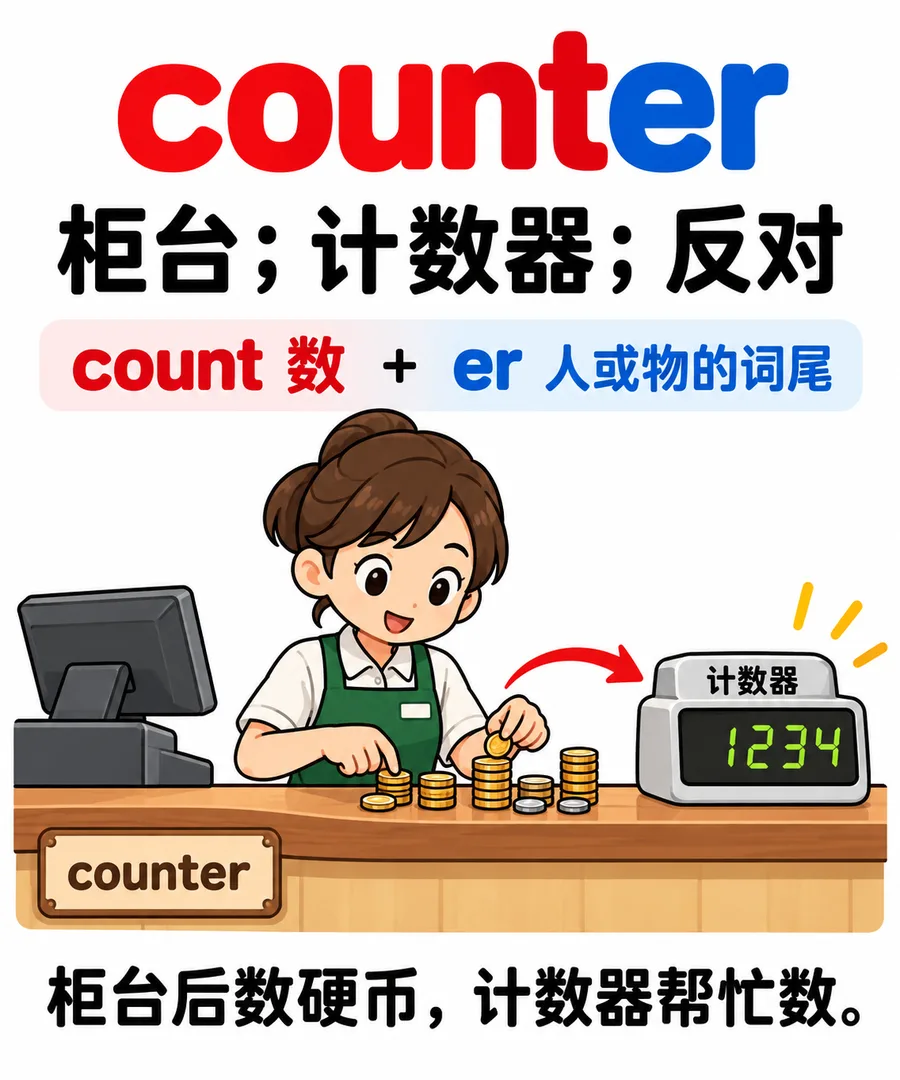 counter
柜台；计数器；反对
count 数 + er 人或物的词尾
计数器
1234
counter
柜台后数硬币，计数器帮忙数。